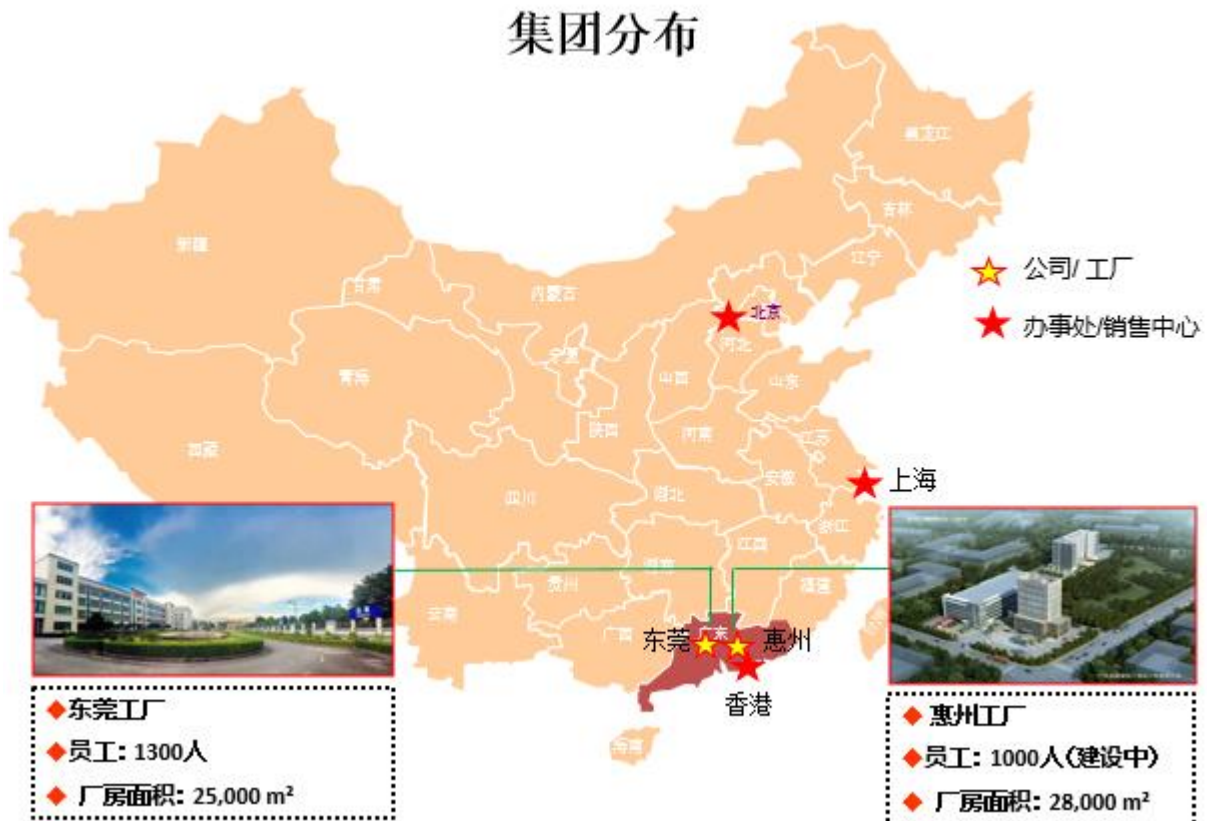 集团分布
黑龙江
吉林
辽宁
新疆
甘肃
内蒙古
北京
河北
宁夏
山西
山东
青海
陕西
河南
江苏
西藏
安徽
四川
湖北
上海
浙江
江西
湖南
贵州
福建
云南
广西
广东
东莞
惠州
香港
海南
公司/ 工厂
办事处/销售中心
东莞工厂
员工: 1300人
厂房面积: 25,000 m²
惠州工厂
员工: 1000人(建设中)
厂房面积: 28,000 m²